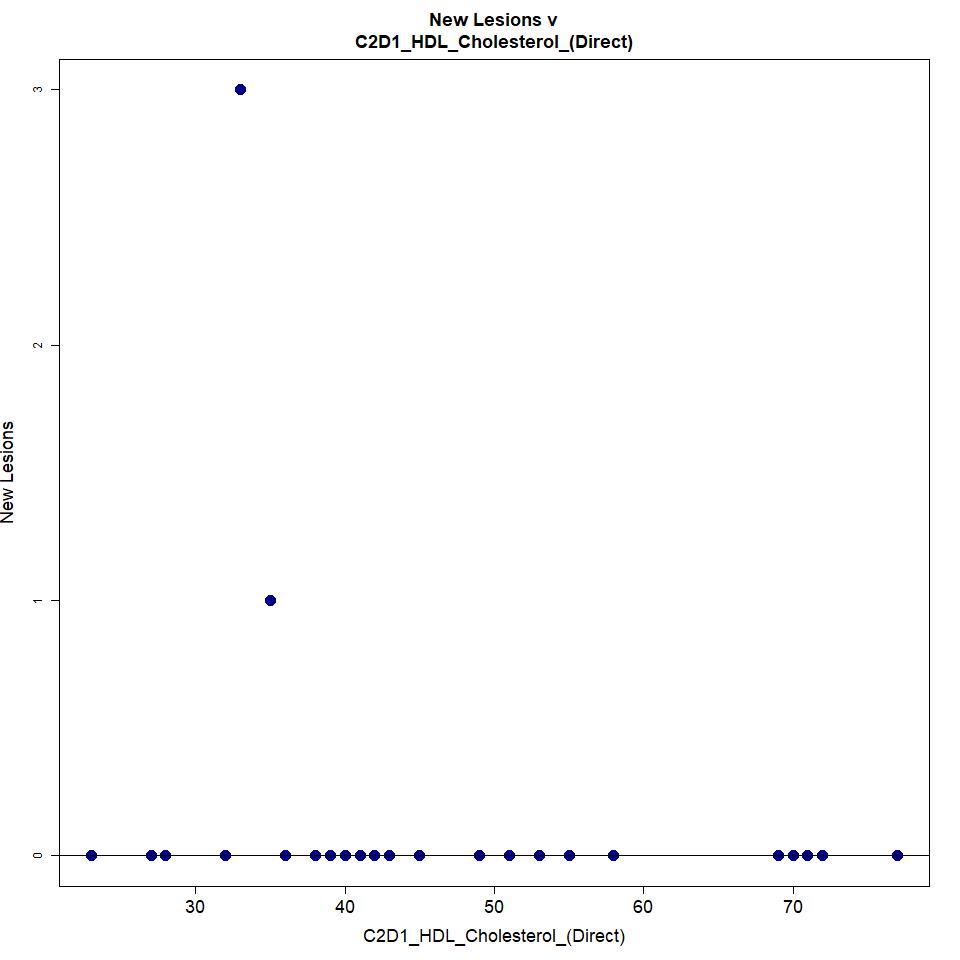 New Lesions v
C2D1_HDL_Cholesterol_(Direct)
3
2
1
0
New Lesions
30 40 50 60 70
C2D1_HDL_Cholesterol_(Direct)